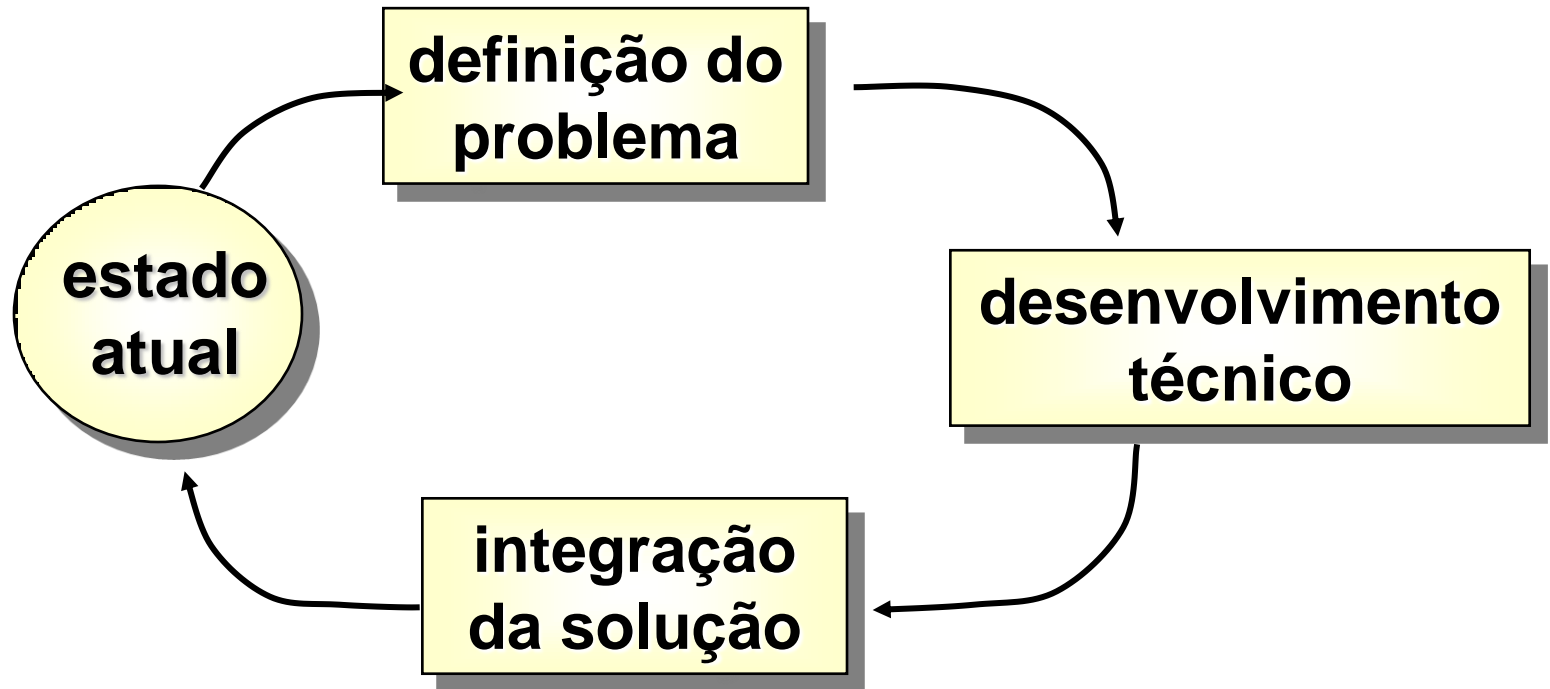 definição do
problema
estado
atual
desenvolvimento
técnico
integração
da solução